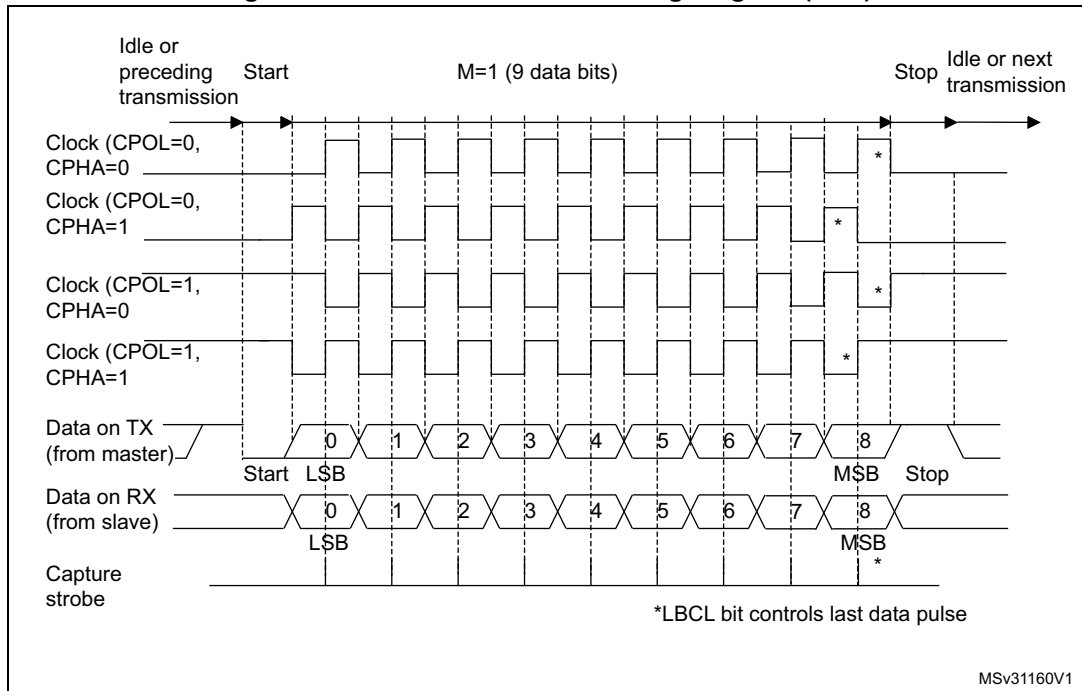 Idle or
preceding
transmission
Start
M=1 (9 data bits)
Stop
Idle or next
transmission
Clock (CPOL=0,
CPHA=0
*
Clock (CPOL=0,
CPHA=1
*
Clock (CPOL=1,
CPHA=0
*
Clock (CPOL=1,
CPHA=1
*
Data on TX
(from master)
0 1 2 3 4 5 6 7 8
Start LSB MSB Stop
Data on RX
(from slave)
0 1 2 3 4 5 6 7 8
LSB MSB
Capture
strobe
*
*LBCL bit controls last data pulse
MSv31160V1